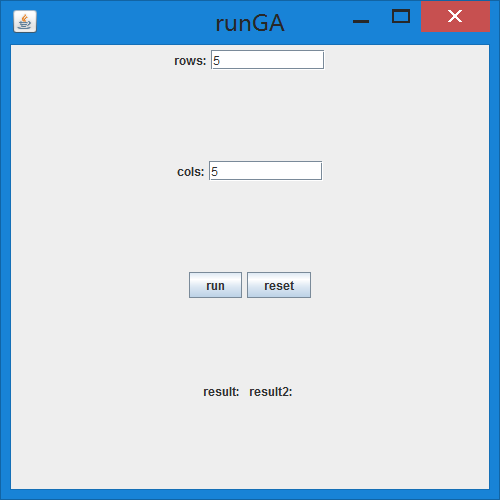 runGA
rows: 5
cols: 5
run reset
result: result2: